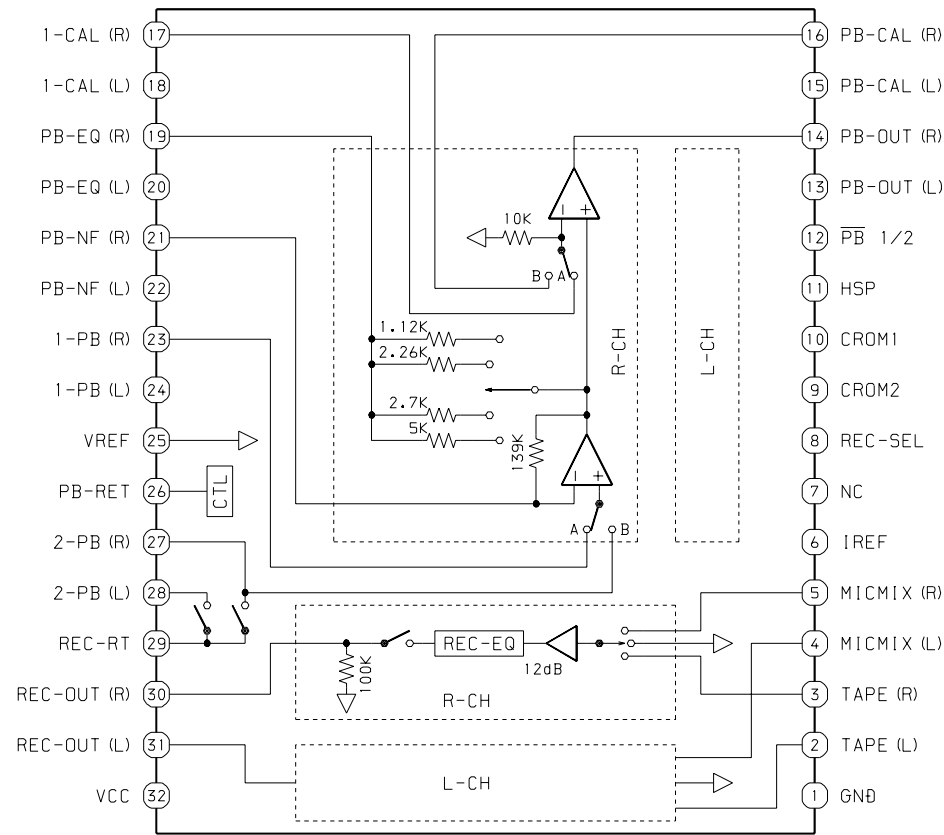 1-CAL (R) 17
16 PB-CAL (R)
1-CAL (L) 18
15 PB-CAL (L)
PB-EQ (R) 19
14 PB-OUT (R)
PB-EQ (L) 20
13 PB-OUT (L)
PB-NF (R) 21
12 PB 1/2
PB-NF (L) 22
11 HSP
1-PB (R) 23
10 CROM1
1-PB (L) 24
9 CROM2
VREF 25
8 REC-SEL
PB-RET 26
7 NC
2-PB (R) 27
6 IREF
2-PB (L) 28
5 MICMIX (R)
REC-RT 29
4 MICMIX (L)
REC-OUT (R) 30
3 TAPE (R)
REC-OUT (L) 31
2 TAPE (L)
VCC 32
1 GND
- +
10K
B A
1.12K
2.26K
2.7K
5K
139K
- +
A B
R-CH
L-CH
CTL
REC-EQ
12dB
100K
R-CH
L-CH